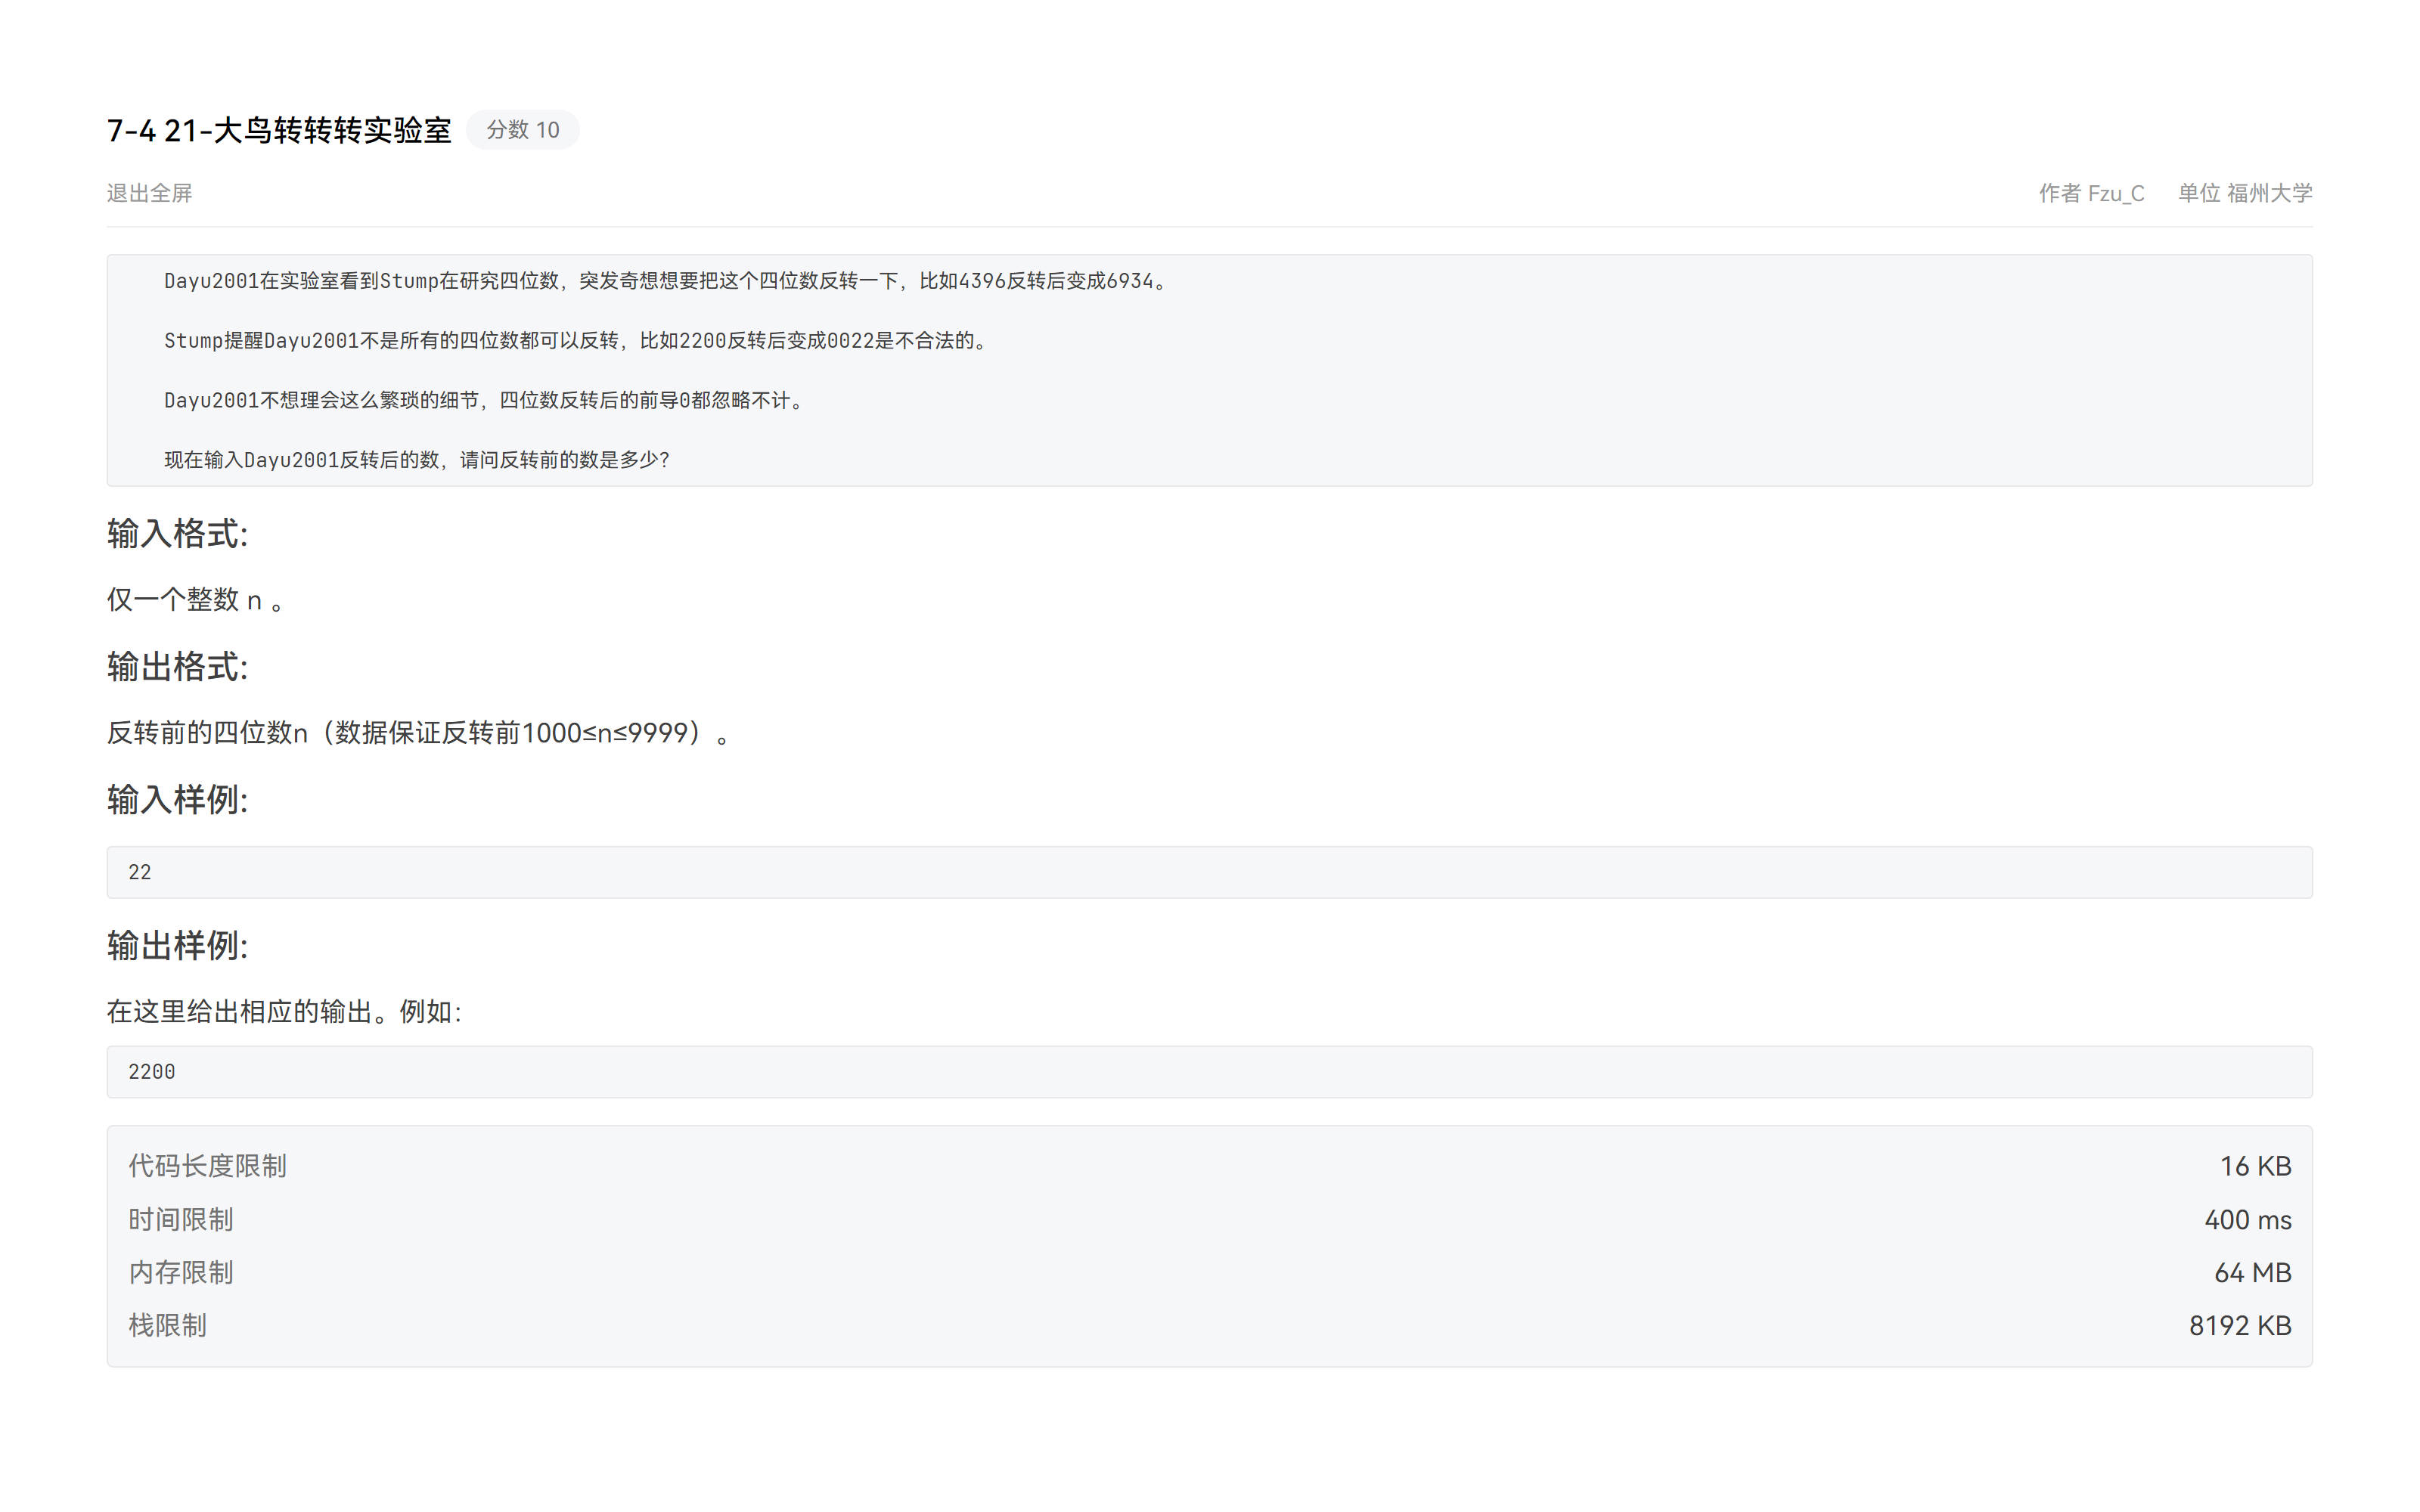 7-4 21-大鸟转转转实验室 分数 10
退出全屏 作者 Fzu_C 单位 福州大学
Dayu2001在实验室看到Stump在研究四位数，突发奇想想要把这个四位数反转一下，比如4396反转后变成6934。
Stump提醒Dayu2001不是所有的四位数都可以反转，比如2200反转后变成0022是不合法的。
Dayu2001不想理会这么繁琐的细节，四位数反转后的前导0都忽略不计。
现在输入Dayu2001反转后的数，请问反转前的数是多少？
输入格式:
仅一个整数 n 。
输出格式:
反转前的四位数n（数据保证反转前1000≤n≤9999）。
输入样例:
22
输出样例:
在这里给出相应的输出。例如：
2200
代码长度限制 16 KB
时间限制 400 ms
内存限制 64 MB
栈限制 8192 KB